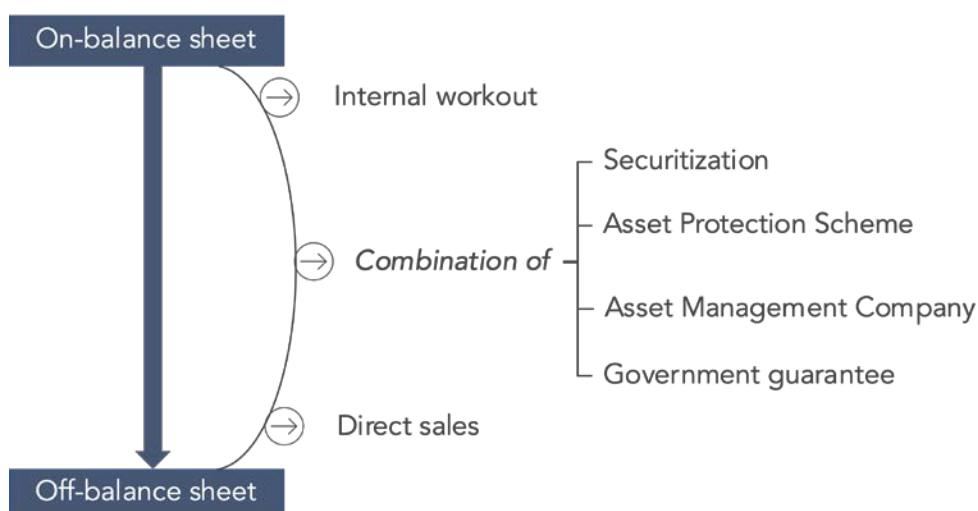 On-balance sheet
Internal workout
Securitization
Asset Protection Scheme
Combination of
Asset Management Company
Government guarantee
Direct sales
Off-balance sheet